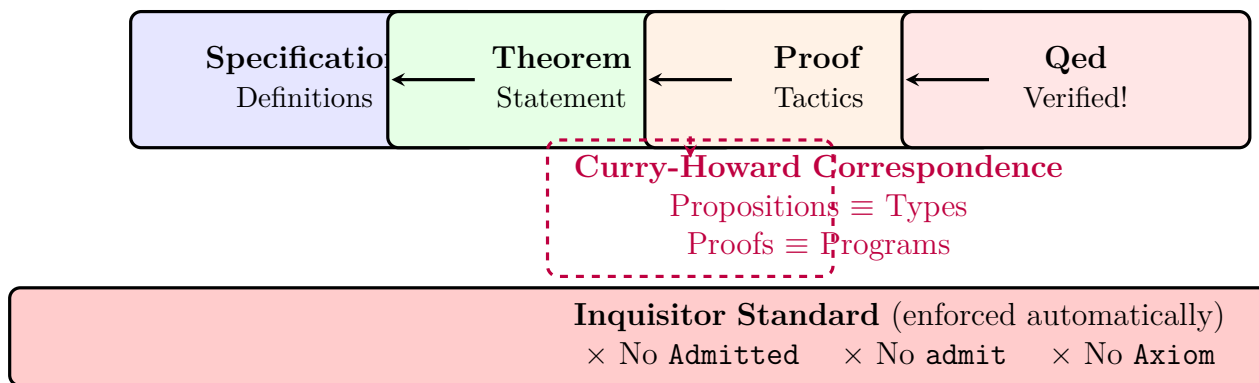 Specification
Definitions
Theorem
Statement
Proof
Tactics
Qed
Verified!
Curry-Howard Correspondence
Propositions ≡ Types
Proofs ≡ Programs
Inquisitor Standard (enforced automatically)
× No Admitted × No admit × No Axiom